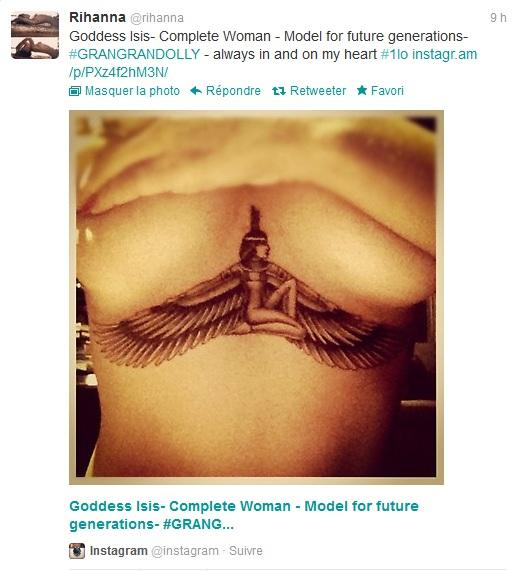 Rihanna @rihanna 9 h
Goddess Isis- Complete Woman - Model for future generations-
#GRANGRANDOLLY - always in and on my heart #1lo instagr.am
/p/PXz4f2hM3N/
Masquer la photo Répondre Retweeter Favori
Goddess Isis- Complete Woman - Model for future
generations- #GRANG...
Instagram @instagram · Suivre